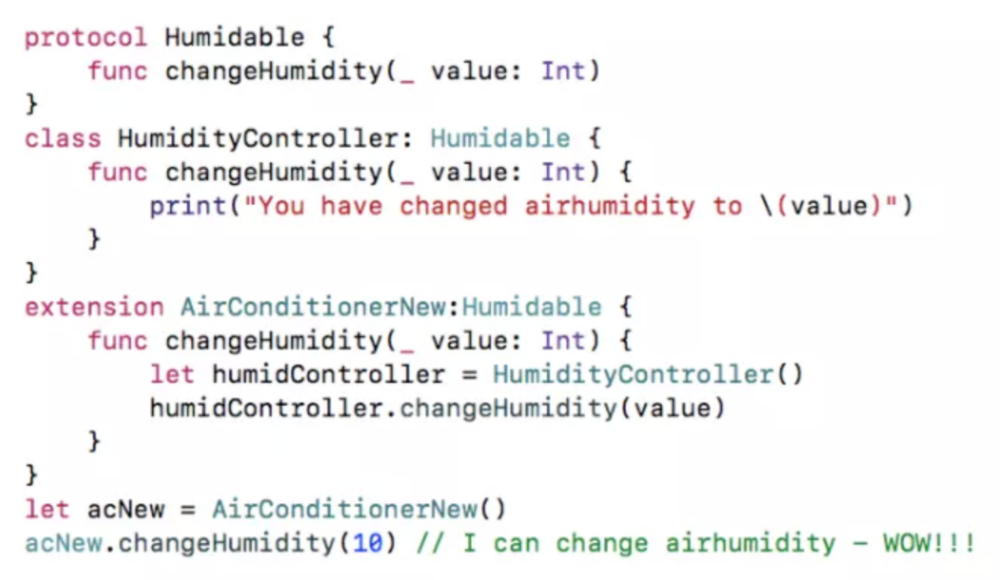 protocol Humidable {
    func changeHumidity(_ value: Int)
}
class HumidityController: Humidable {
    func changeHumidity(_ value: Int) {
        print("You have changed airhumidity to \(value)")
    }
}
extension AirConditionerNew:Humidable {
    func changeHumidity(_ value: Int) {
        let humidController = HumidityController()
        humidController.changeHumidity(value)
    }
}
let acNew = AirConditionerNew()
acNew.changeHumidity(10) // I can change airhumidity – WOW!!!